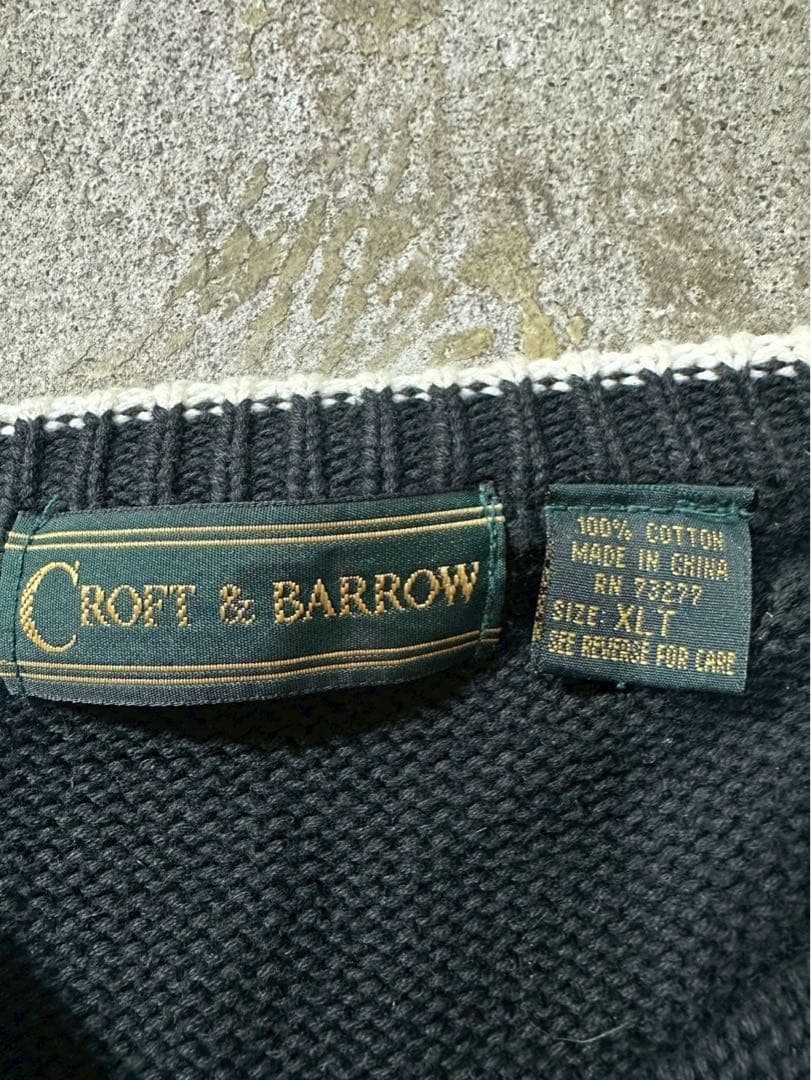 CROFT & BARROW
100% COTTON
MADE IN CHINA
RN 73277
SIZE: XLT
SEE REVERSE FOR CARE